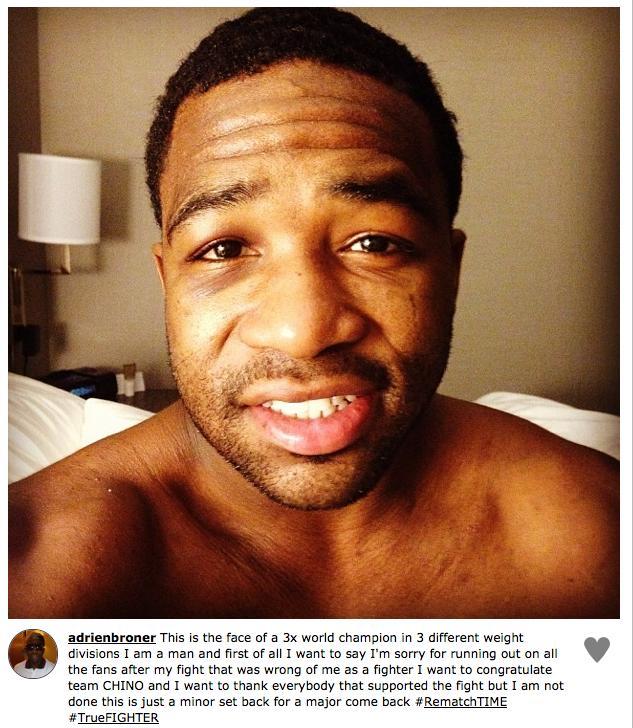 adrienbroner This is the face of a 3x world champion in 3 different weight
divisions I am a man and first of all I want to say I'm sorry for running out on all
the fans after my fight that was wrong of me as a fighter I want to congratulate
team CHINO and I want to thank everybody that supported the fight but I am not
done this is just a minor set back for a major come back #RematchTIME
#TrueFIGHTER